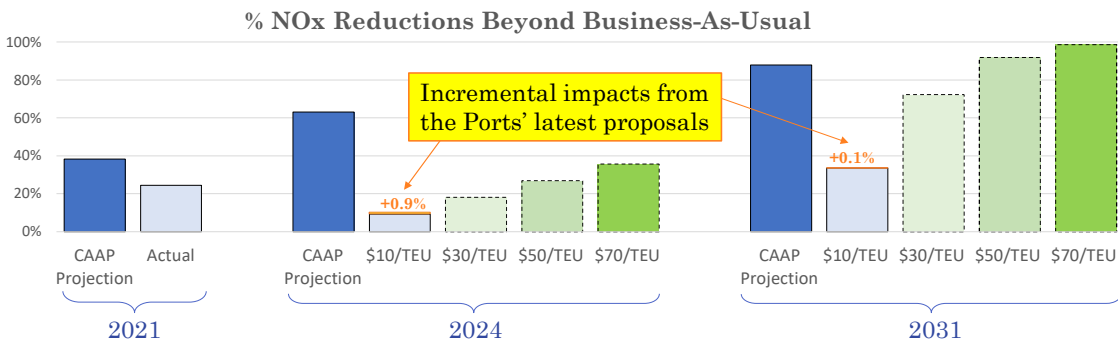 % NOx Reductions Beyond Business-As-Usual
100%
80%
60%
40%
20%
0%
Incremental impacts from
the Ports’ latest proposals
+0.9%
+0.1%
CAAP
Projection
Actual
CAAP
Projection
$10/TEU
$30/TEU
$50/TEU
$70/TEU
CAAP
Projection
$10/TEU
$30/TEU
$50/TEU
$70/TEU
2021
2024
2031